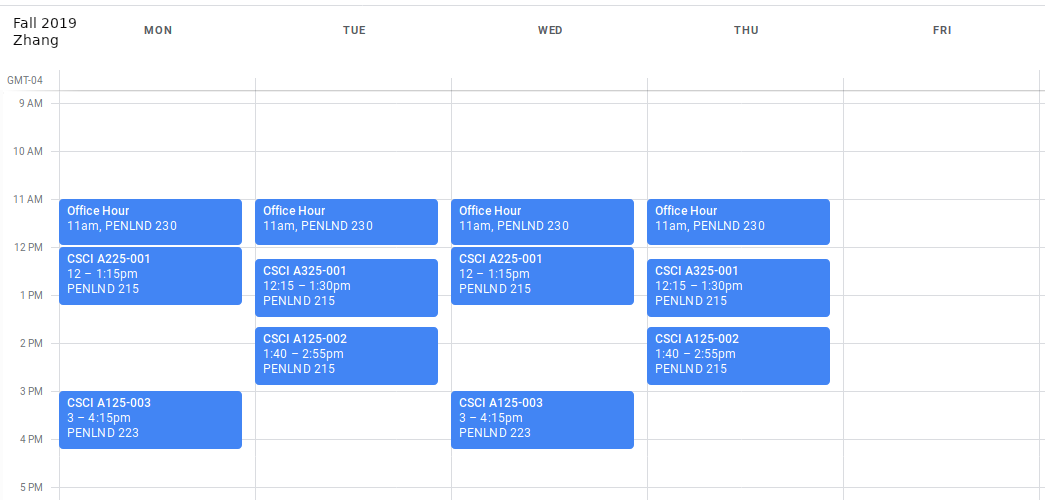 Fall 2019
Zhang
MON
TUE
WED
THU
FRI
GMT-04
9 AM
10 AM
11 AM
12 PM
1 PM
2 PM
3 PM
4 PM
5 PM
Office Hour
11am, PENLND 230
CSCI A225-001
12 – 1:15pm
PENLND 215
CSCI A125-003
3 – 4:15pm
PENLND 223
Office Hour
11am, PENLND 230
CSCI A325-001
12:15 – 1:30pm
PENLND 215
CSCI A125-002
1:40 – 2:55pm
PENLND 215
Office Hour
11am, PENLND 230
CSCI A225-001
12 – 1:15pm
PENLND 215
CSCI A125-003
3 – 4:15pm
PENLND 223
Office Hour
11am, PENLND 230
CSCI A325-001
12:15 – 1:30pm
PENLND 215
CSCI A125-002
1:40 – 2:55pm
PENLND 215